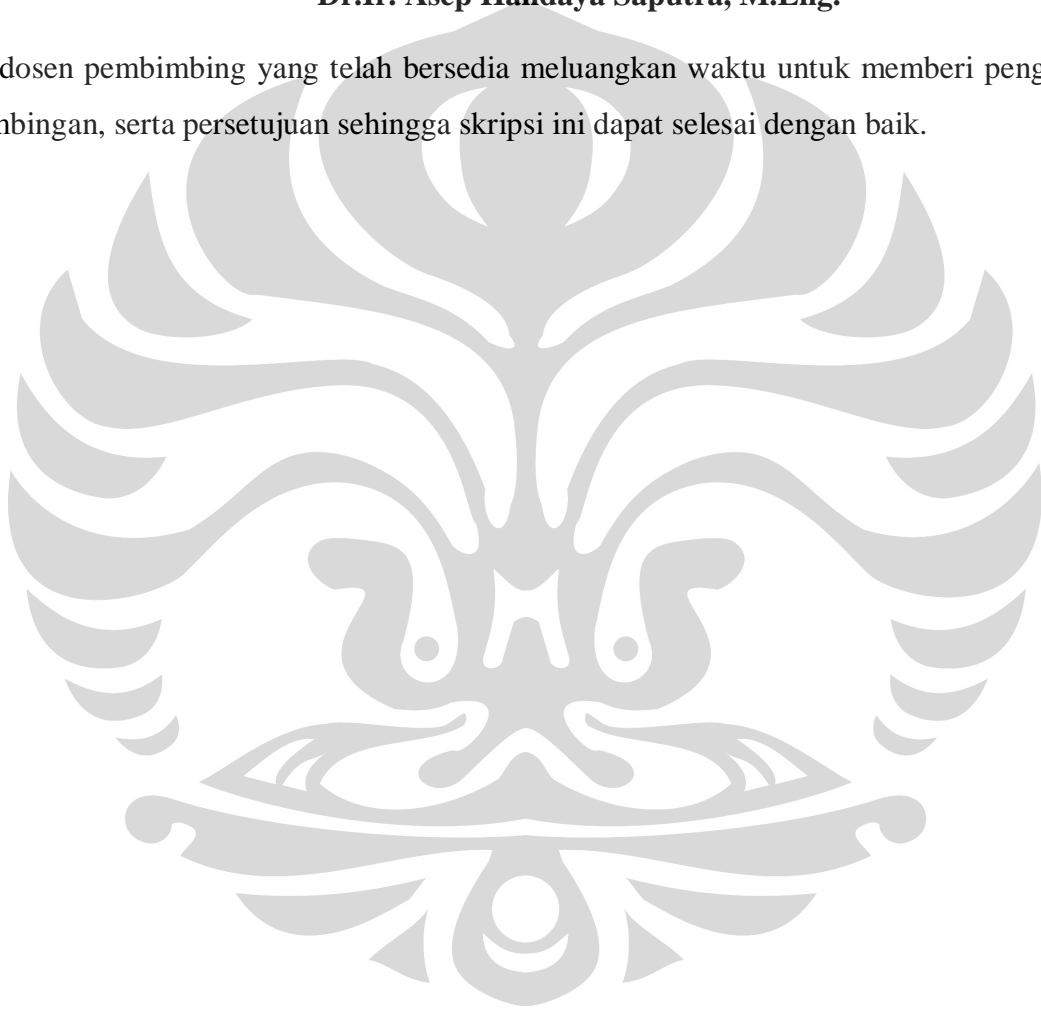 Dr.Ir. Asep Handaya Saputra, M.Eng.
dosen pembimbing yang telah bersedia meluangkan waktu untuk memberi peng
mbingan, serta persetujuan sehingga skripsi ini dapat selesai dengan baik.